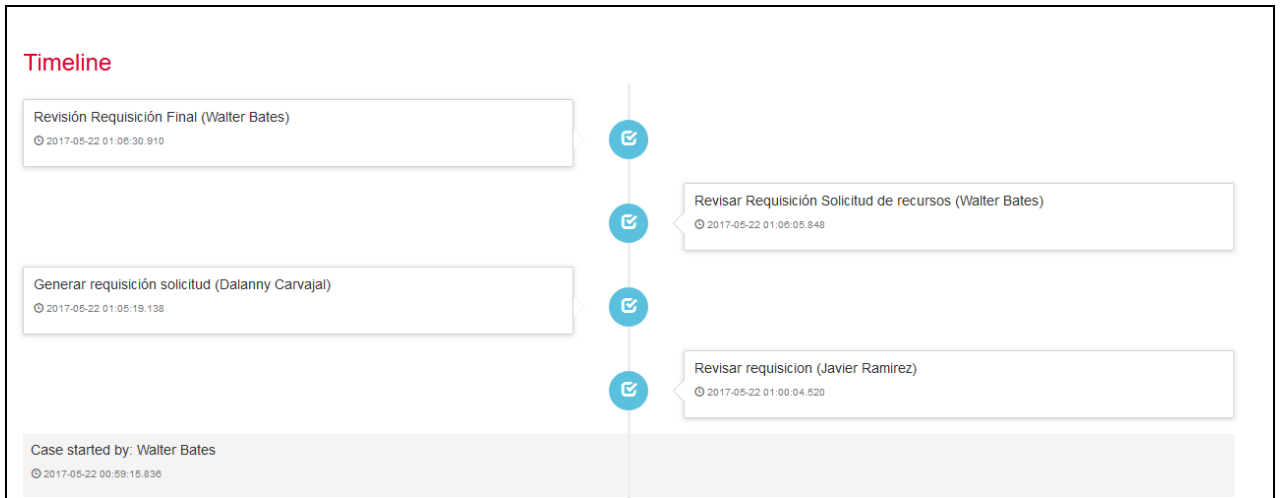 Timeline
Revisión Requisición Final (Walter Bates)
2017-05-22 01:06:30.910
Revisar Requisición Solicitud de recursos (Walter Bates)
2017-05-22 01:06:05.848
Generar requisición solicitud (Dalanny Carvajal)
2017-05-22 01:05:19.138
Revisar requisicion (Javier Ramirez)
2017-05-22 01:00:04.520
Case started by: Walter Bates
2017-05-22 00:59:15.836